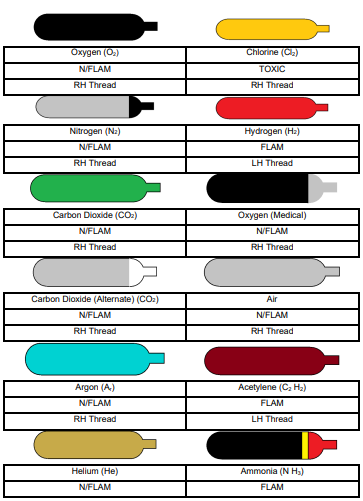 Oxygen (O₂) Chlorine (Cl₂)
N/FLAM TOXIC
RH Thread RH Thread
Nitrogen (N₂) Hydrogen (H₂)
N/FLAM FLAM
RH Thread LH Thread
Carbon Dioxide (CO₂) Oxygen (Medical)
N/FLAM N/FLAM
RH Thread RH Thread
Carbon Dioxide (Alternate) (CO₂) Air
N/FLAM N/FLAM
RH Thread RH Thread
Argon (Aᵣ) Acetylene (C₂ H₂)
N/FLAM FLAM
RH Thread LH Thread
Helium (He) Ammonia (N H₃)
N/FLAM FLAM